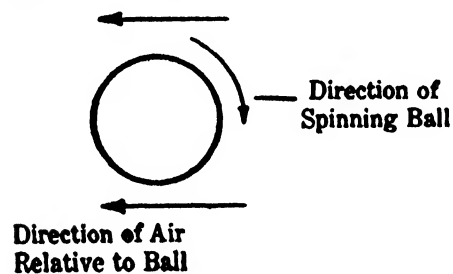 Direction of
Spinning Ball
Direction of Air
Relative to Ball